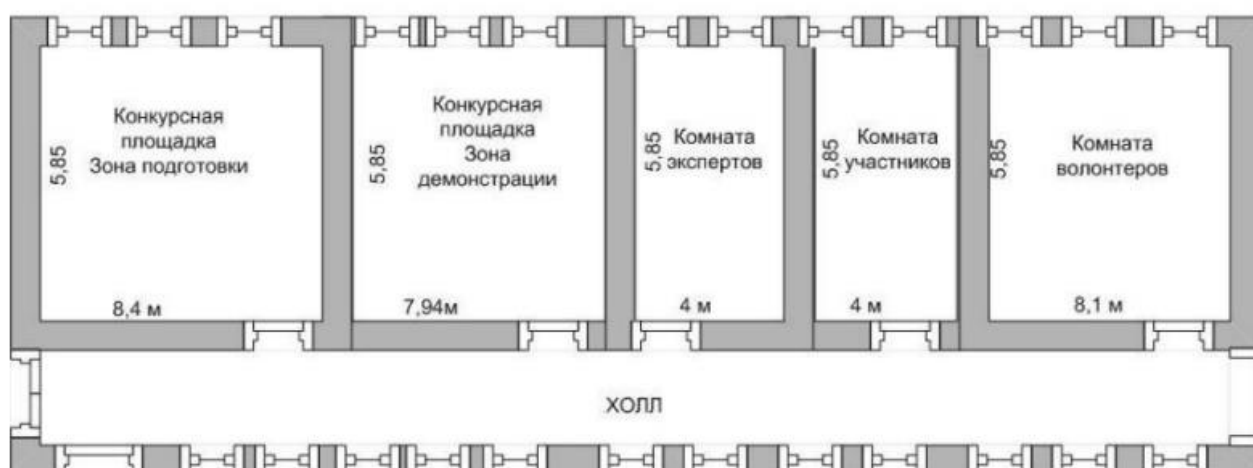 Конкурсная
площадка
Зона подготовки
5,85
8,4 м
Конкурсная
площадка
Зона
демонстрации
5,85
7,94м
Комната
экспертов
5,85
4 м
Комната
участников
5,85
4 м
Комната
волонтеров
5,85
8,1 м
ХОЛЛ